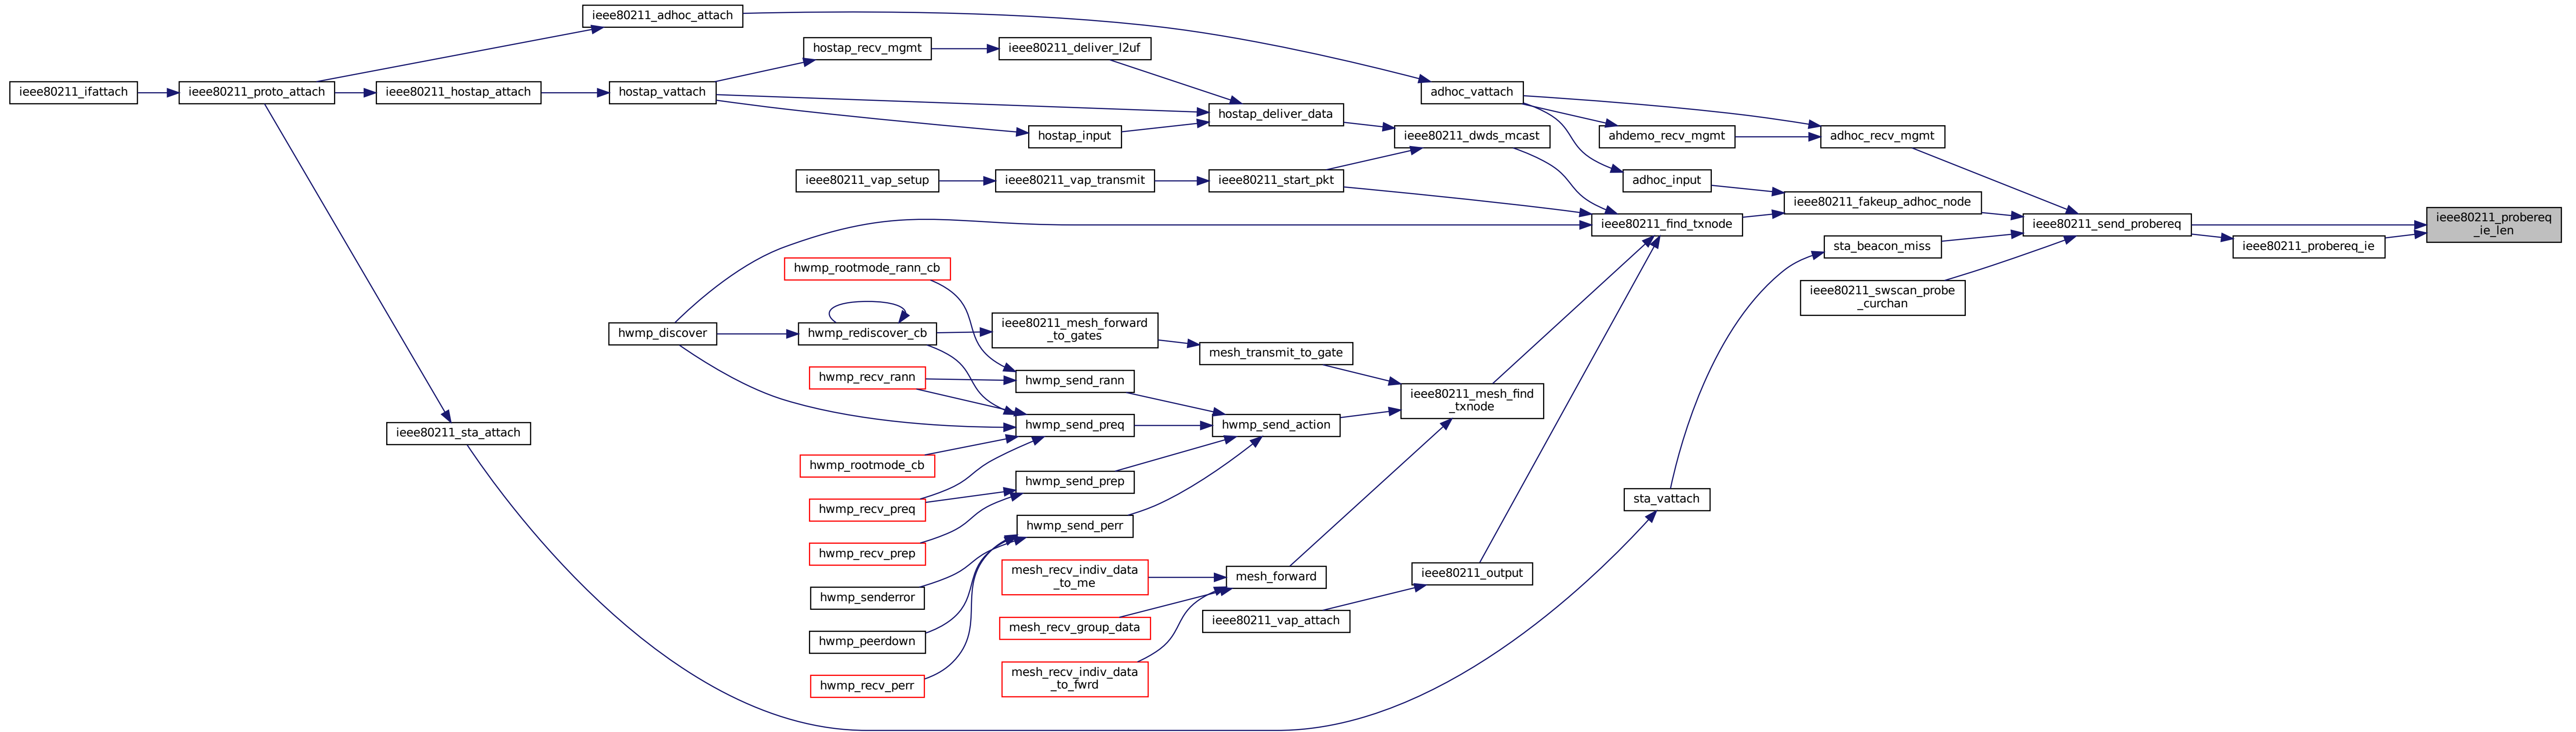 ieee80211_adhoc_attach
hostap_recv_mgmt
ieee80211_deliver_l2uf
ieee80211_ifattach
ieee80211_proto_attach
ieee80211_hostap_attach
hostap_vattach
adhoc_vattach
hostap_deliver_data
hostap_input
ieee80211_dwds_mcast
ahdemo_recv_mgmt
adhoc_recv_mgmt
ieee80211_vap_setup
ieee80211_vap_transmit
ieee80211_start_pkt
adhoc_input
ieee80211_fakeup_adhoc_node
ieee80211_find_txnode
ieee80211_send_probereq
ieee80211_probereq
_ie_len
sta_beacon_miss
ieee80211_probereq_ie
hwmp_rootmode_rann_cb
ieee80211_swscan_probe
_curchan
hwmp_discover
hwmp_rediscover_cb
ieee80211_mesh_forward
_to_gates
mesh_transmit_to_gate
hwmp_recv_rann
hwmp_send_rann
ieee80211_mesh_find
_txnode
ieee80211_sta_attach
hwmp_send_preq
hwmp_send_action
hwmp_rootmode_cb
hwmp_send_prep
sta_vattach
hwmp_recv_preq
hwmp_send_perr
hwmp_recv_prep
mesh_recv_indiv_data
_to_me
mesh_forward
ieee80211_output
hwmp_senderror
ieee80211_vap_attach
mesh_recv_group_data
hwmp_peerdown
mesh_recv_indiv_data
_to_fwrd
hwmp_recv_perr